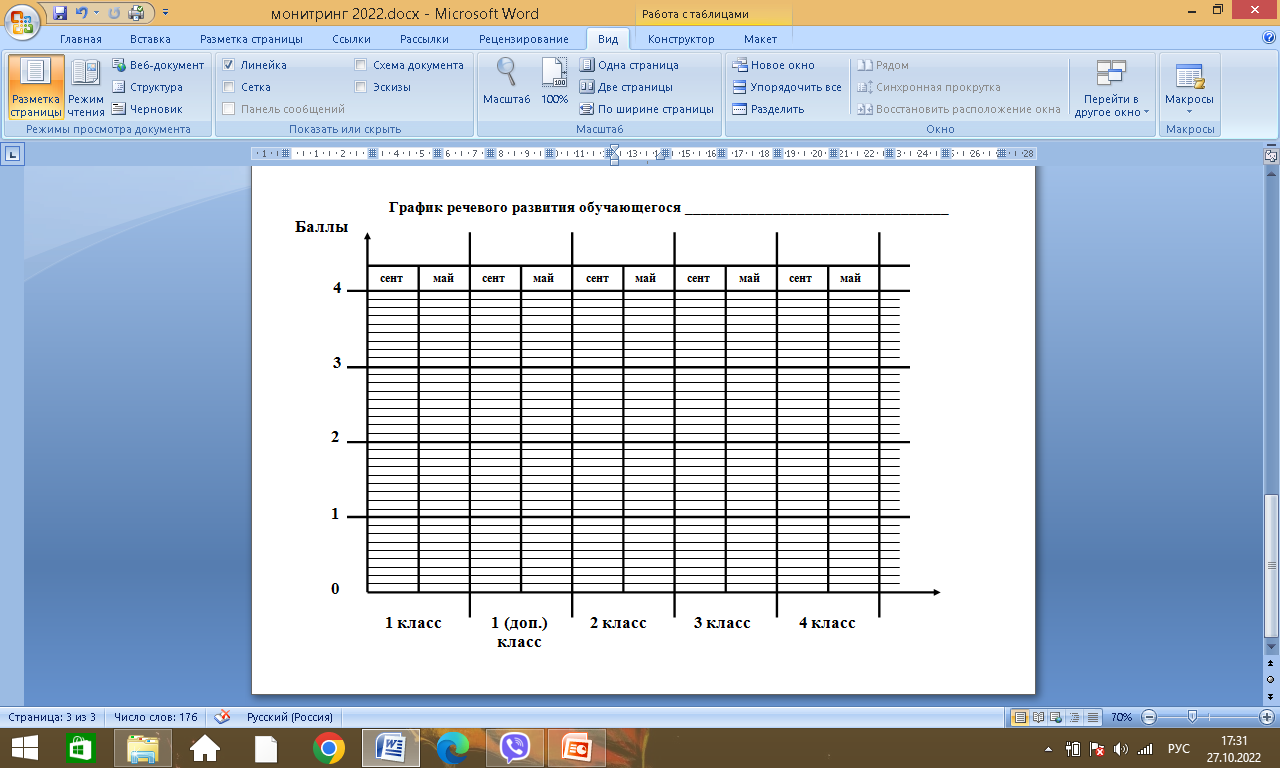 монитринг 2022.docx - Microsoft Word
Работа с таблицами
Главная Вставка Разметка страницы Ссылки Рассылки Рецензирование Вид Конструктор Макет
Разметка страницы
Режим чтения
Веб-документ
Структура
Черновик
Режимы просмотра документа
Линейка
Сетка
Панель сообщений
Схема документа
Эскизы
Показать или скрыть
Масштаб
100%
Одна страница
Две страницы
По ширине страницы
Масштаб
Новое окно
Упорядочить все
Разделить
Рядом
Синхронная прокрутка
Восстановить расположение окна
Перейти в другое окно
Окно
Макросы
Макросы
График речевого развития обучающегося _________________________________
Баллы
сент май сент май сент май сент май сент май
4
3
2
1
0
1 класс 1 (доп.) класс 2 класс 3 класс 4 класс
Страница: 3 из 3 Число слов: 176 Русский (Россия) 70%
РУС
17:31
27.10.2022